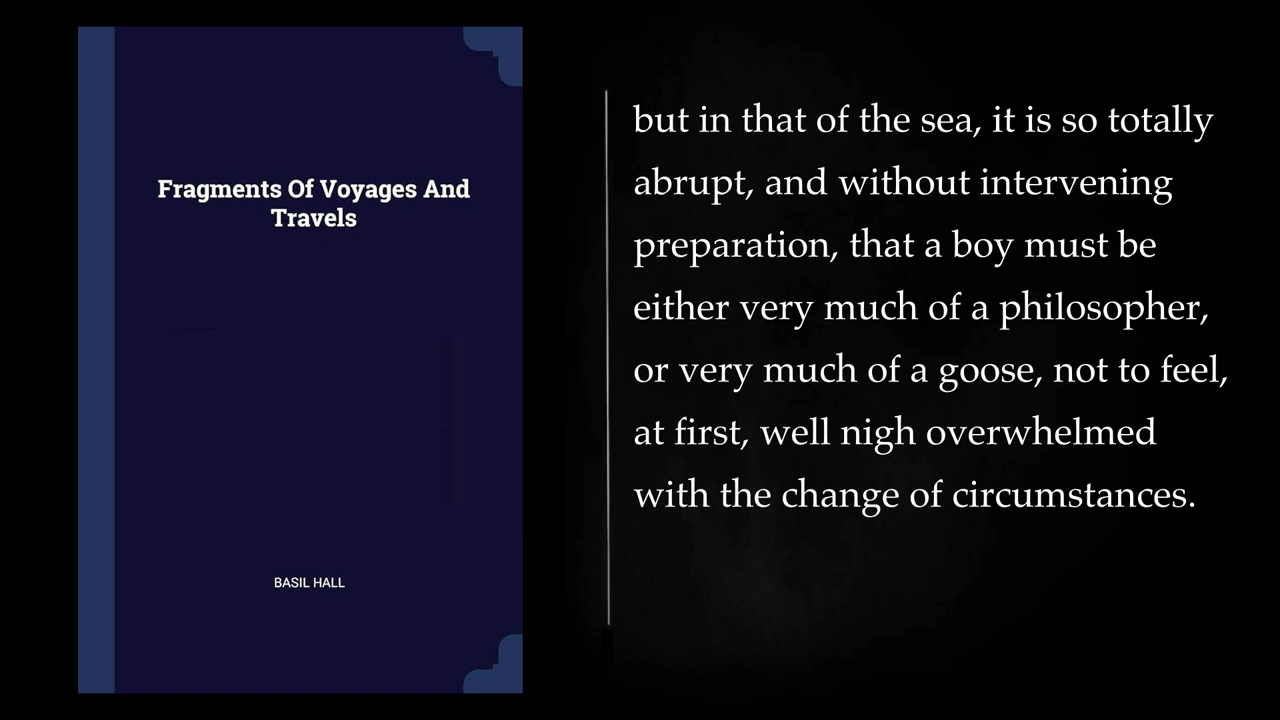 Fragments Of Voyages And
Travels
BASIL HALL
but in that of the sea, it is so totally
abrupt, and without intervening
preparation, that a boy must be
either very much of a philosopher,
or very much of a goose, not to feel,
at first, well nigh overwhelmed
with the change of circumstances.